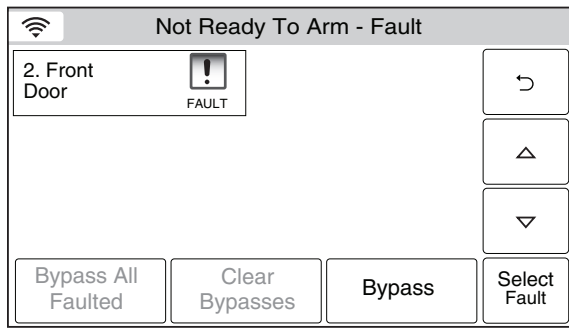 Not Ready To Arm - Fault
2. Front
Door
!
FAULT
Bypass All
Faulted
Clear
Bypasses
Bypass
Select
Fault